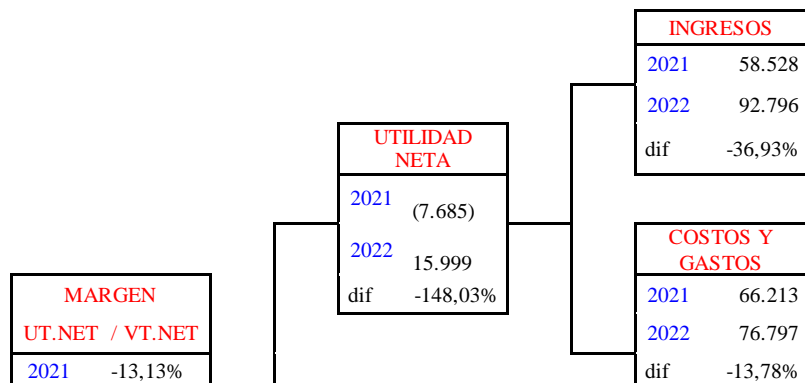 INGRESOS
2021 58.528
2022 92.796
dif -36,93%
UTILIDAD
NETA
2021 (7.685)
2022 15.999
dif -148,03%
COSTOS Y
GASTOS
2021 66.213
2022 76.797
dif -13,78%
MARGEN
UT.NET / VT.NET
2021 -13,13%